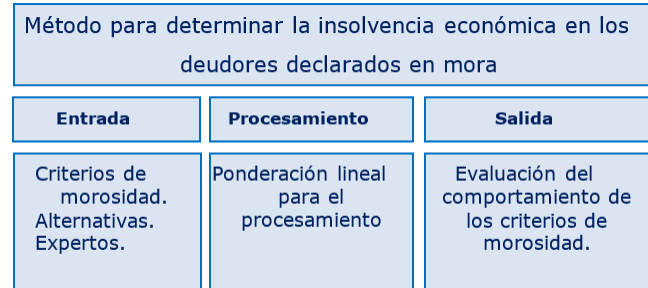 Método para determinar la insolvencia económica en los
deudores declarados en mora
Entrada
Procesamiento
Salida
Criterios de
morosidad.
Alternativas.
Expertos.
Ponderación lineal
para el
procesamiento
Evaluación del
comportamiento de
los criterios de
morosidad.